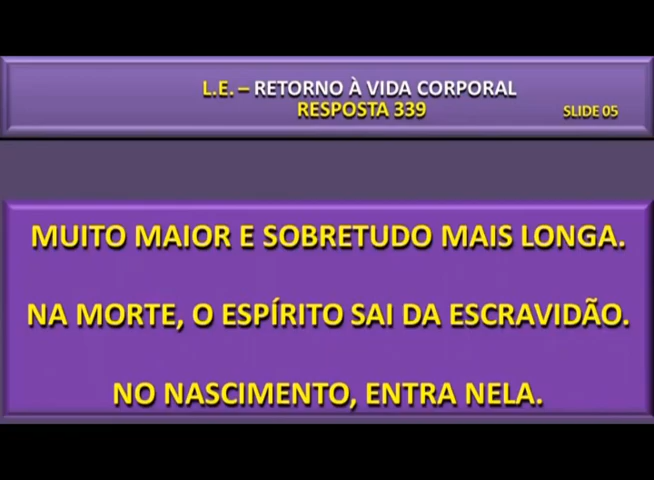 L.E. – RETORNO À VIDA CORPORAL
RESPOSTA 339
SLIDE 05
MUITO MAIOR E SOBRETUDO MAIS LONGA.
NA MORTE, O ESPÍRITO SAI DA ESCRAVIDÃO.
NO NASCIMENTO, ENTRA NELA.